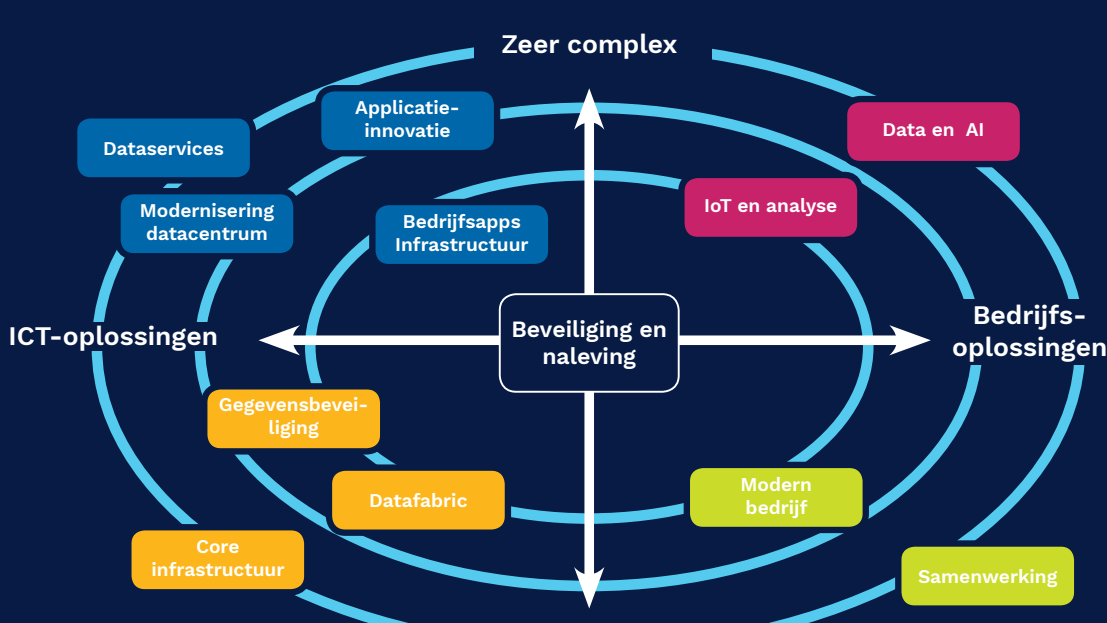 Zeer complex
Applicatie-
innovatie
Dataservices
Data en  AI
Modernisering
datacentrum
Bedrijfsapps
Infrastructuur
IoT en analyse
ICT-oplossingen
Beveiliging en
naleving
Bedrijfs-
oplossingen
Gegevensbevei-
liging
Datafabric
Modern
bedrijf
Core
infrastructuur
Samenwerking